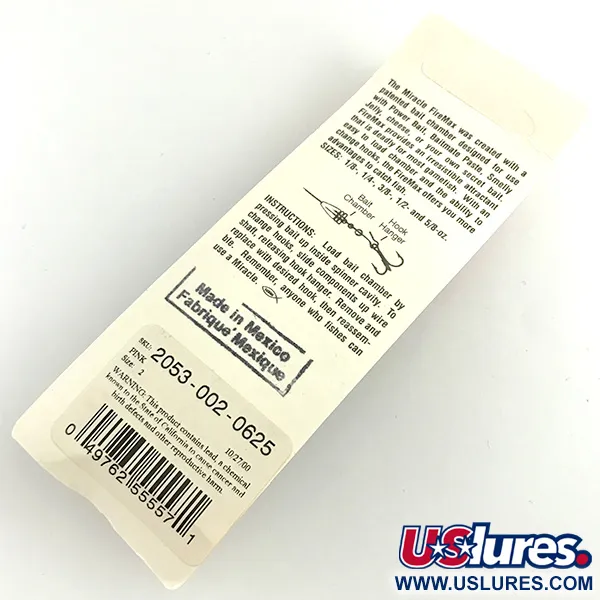 The Miracle FireMax was created with a
patented bait chamber designed for use
with Power Bait, Baitmate Paste, Smelly
Jelly, cheese, or your own secret bait.
FireMax provides an irresistible attractant
that is deadly for most gamefish. With an
easy to load chamber and the ability to
change hooks, the FireMax offers you more
advantages to catch fish.
SIZES: 1/8-, 1/4- 3/8-, 1/2- and 5/8-oz.
Bait
Chamber
Hook
Hanger
INSTRUCTIONS: Load bait chamber by
pressing bait up inside spinner cavity. To
change hooks, slide components up wire
shaft, releasing hook hanger. Remove and
replace with desired hook, then reassem-
ble. Remember, anyone who fishes can
use a Miracle.
Made in Mexico
Fabrique' Mexique
SKU: 2053-002-0625
PINK
Size: 2
10/27/00
WARNING: This product contains lead, a chemical
known to the State of California to cause cancer and
birth defects and other reproductive harm.
0 49762 55557 1
USlures.
WWW.USLURES.COM